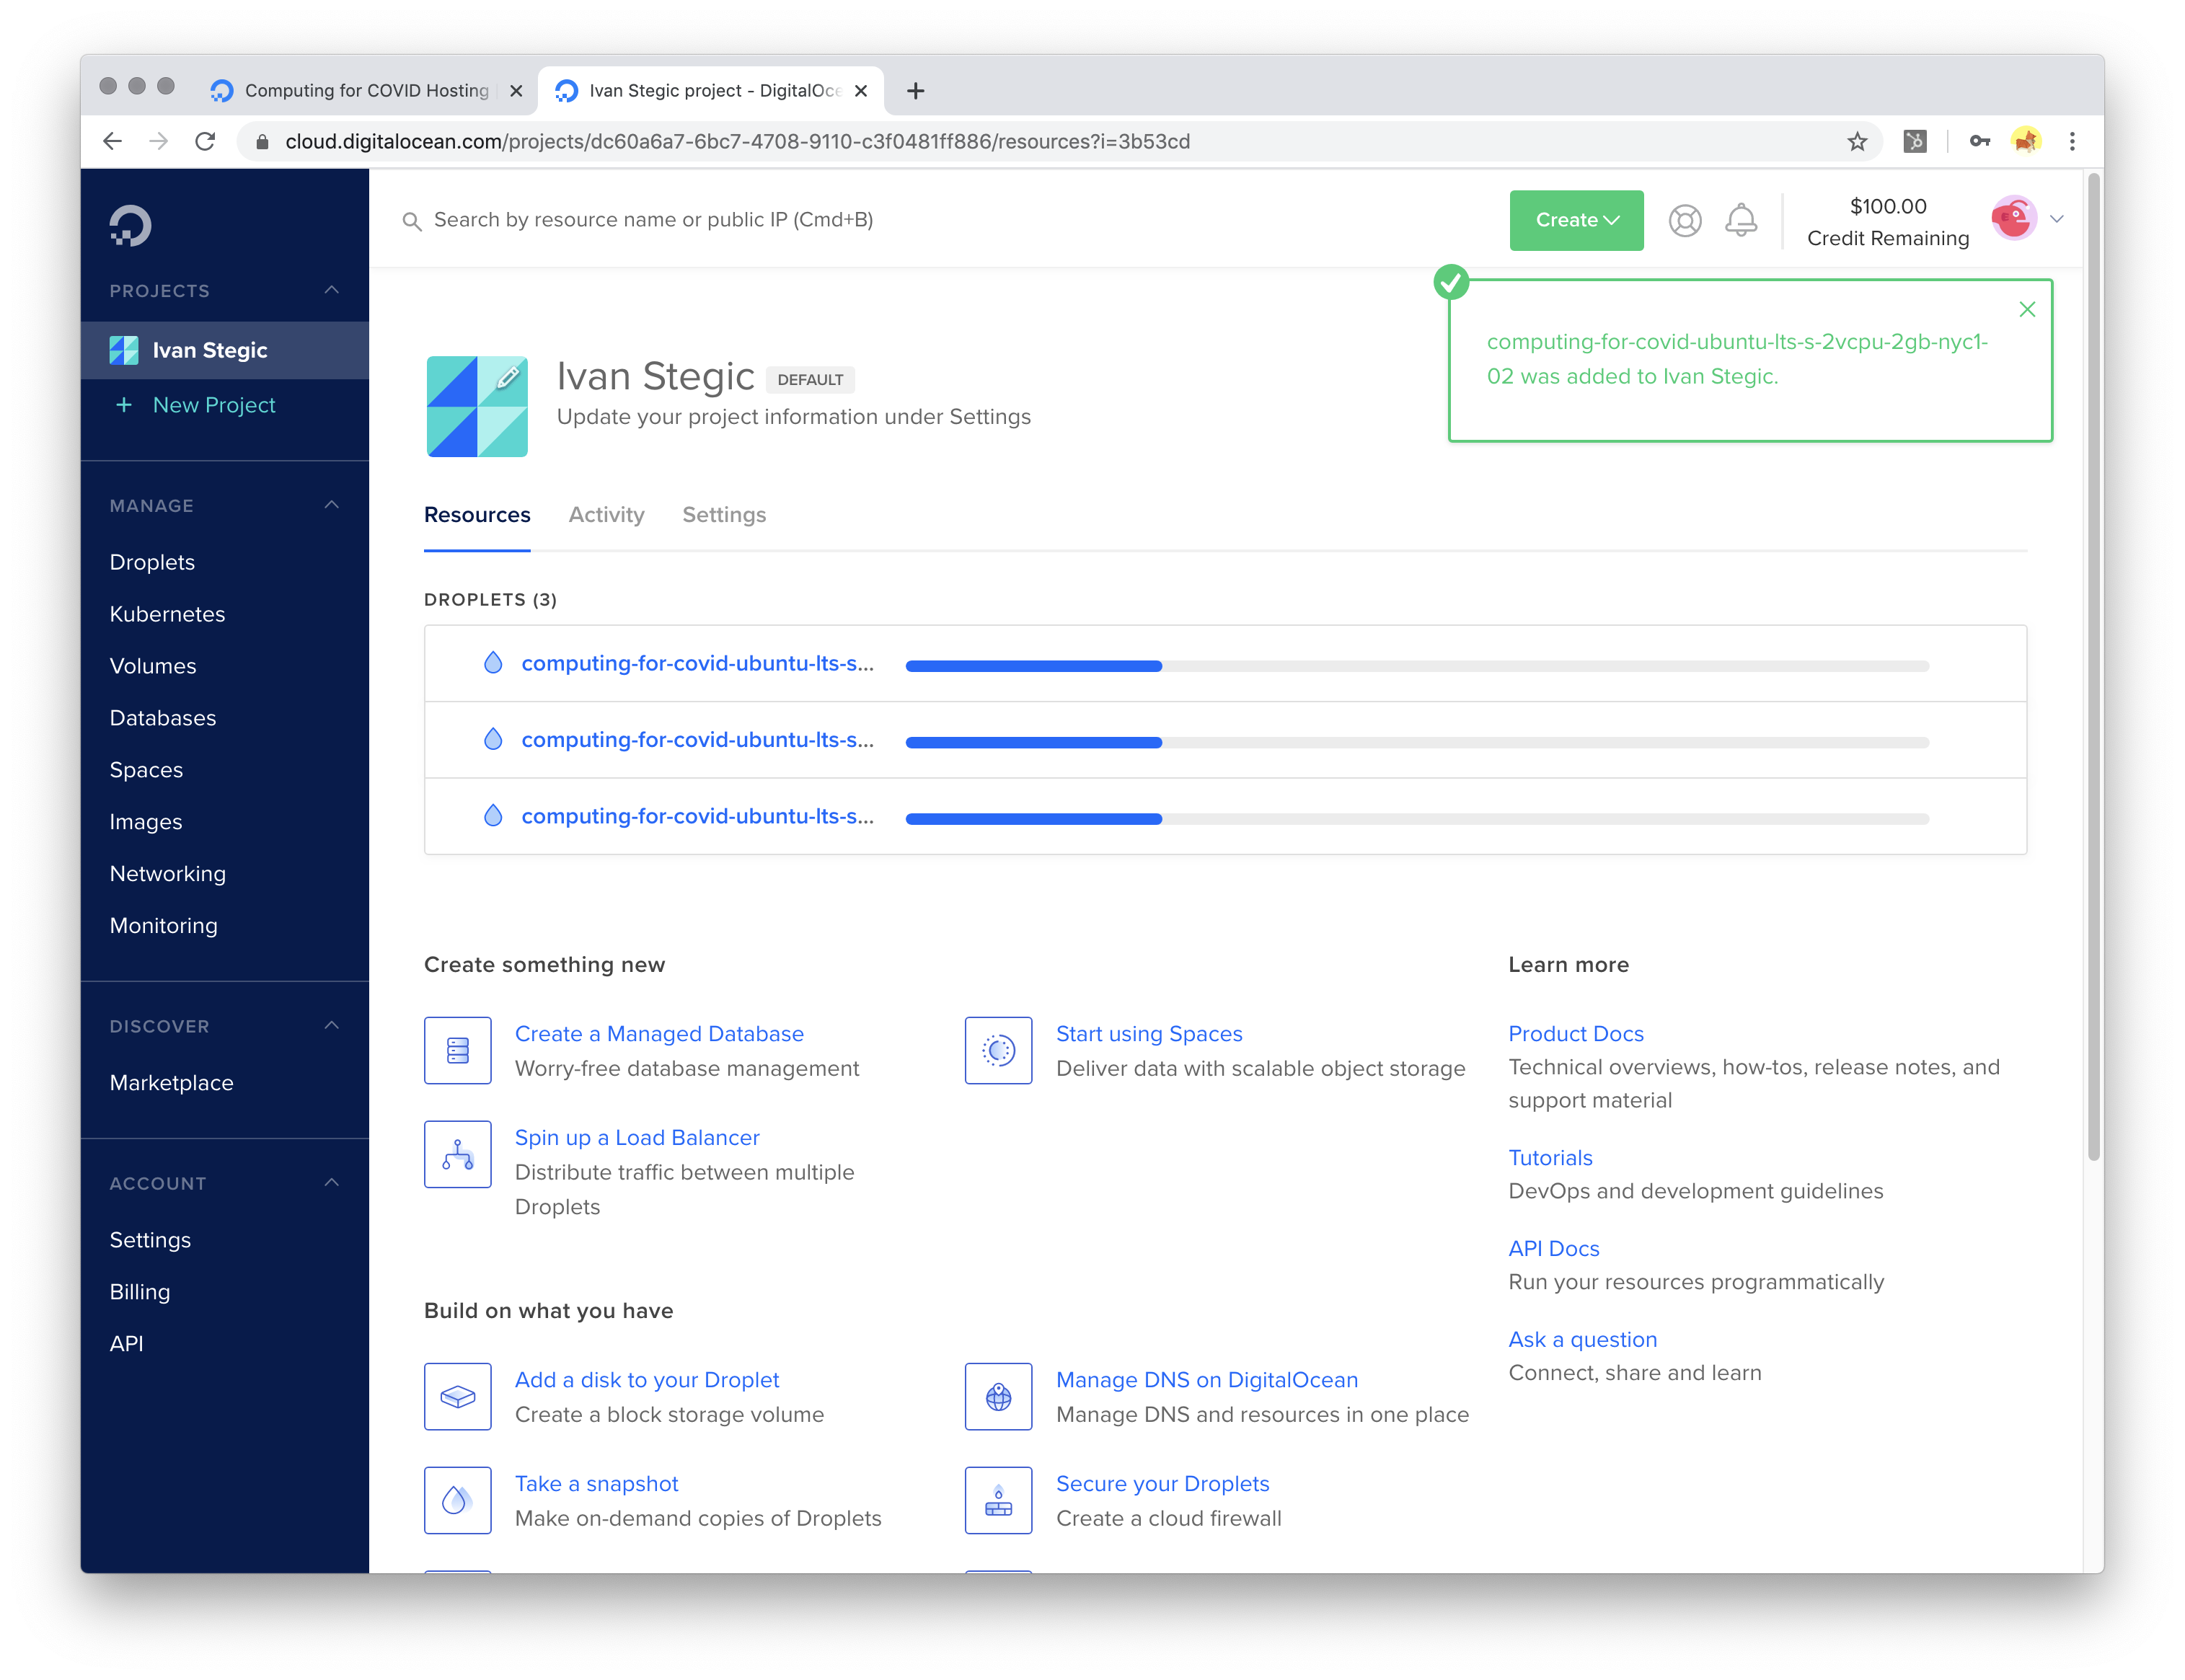 Computing for COVID Hosting
Ivan Stegic project - DigitalOce
cloud.digitalocean.com/projects/dc60a6a7-6bc7-4708-9110-c3f0481ff886/resources?i=3b53cd
PROJECTS
Ivan Stegic
+ New Project
MANAGE
Droplets
Kubernetes
Volumes
Databases
Spaces
Images
Networking
Monitoring
DISCOVER
Marketplace
ACCOUNT
Settings
Billing
API
Search by resource name or public IP (Cmd+B)
Create
$100.00
Credit Remaining
computing-for-covid-ubuntu-lts-s-2vcpu-2gb-nyc1-
02 was added to Ivan Stegic.
Ivan Stegic DEFAULT
Update your project information under Settings
Resources Activity Settings
DROPLETS (3)
computing-for-covid-ubuntu-lts-s...
computing-for-covid-ubuntu-lts-s...
computing-for-covid-ubuntu-lts-s...
Create something new
Create a Managed Database
Worry-free database management
Start using Spaces
Deliver data with scalable object storage
Spin up a Load Balancer
Distribute traffic between multiple
Droplets
Build on what you have
Add a disk to your Droplet
Create a block storage volume
Manage DNS on DigitalOcean
Manage DNS and resources in one place
Take a snapshot
Make on-demand copies of Droplets
Secure your Droplets
Create a cloud firewall
Learn more
Product Docs
Technical overviews, how-tos, release notes, and
support material
Tutorials
DevOps and development guidelines
API Docs
Run your resources programmatically
Ask a question
Connect, share and learn